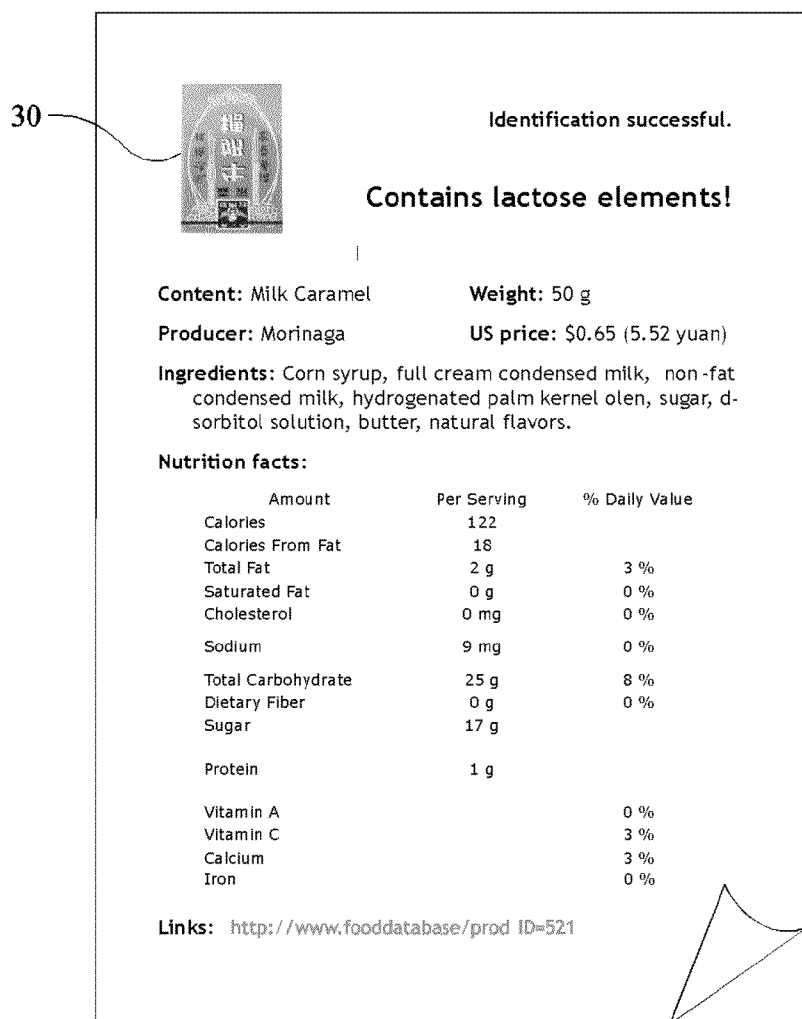 30
Identification successful.
Contains lactose elements!
Content: Milk Caramel Weight: 50 g
Producer: Morinaga US price: $0.65 (5.52 yuan)
Ingredients: Corn syrup, full cream condensed milk, non-fat
condensed milk, hydrogenated palm kernel olen, sugar, d-
sorbitol solution, butter, natural flavors.
Nutrition facts:
Amount Per Serving % Daily Value
Calories 122
Calories From Fat 18
Total Fat 2 g 3 %
Saturated Fat 0 g 0 %
Cholesterol 0 mg 0 %
Sodium 9 mg 0 %
Total Carbohydrate 25 g 8 %
Dietary Fiber 0 g 0 %
Sugar 17 g
Protein 1 g
Vitamin A 0 %
Vitamin C 3 %
Calcium 3 %
Iron 0 %
Links: http://www.fooddatabase/prod ID=521